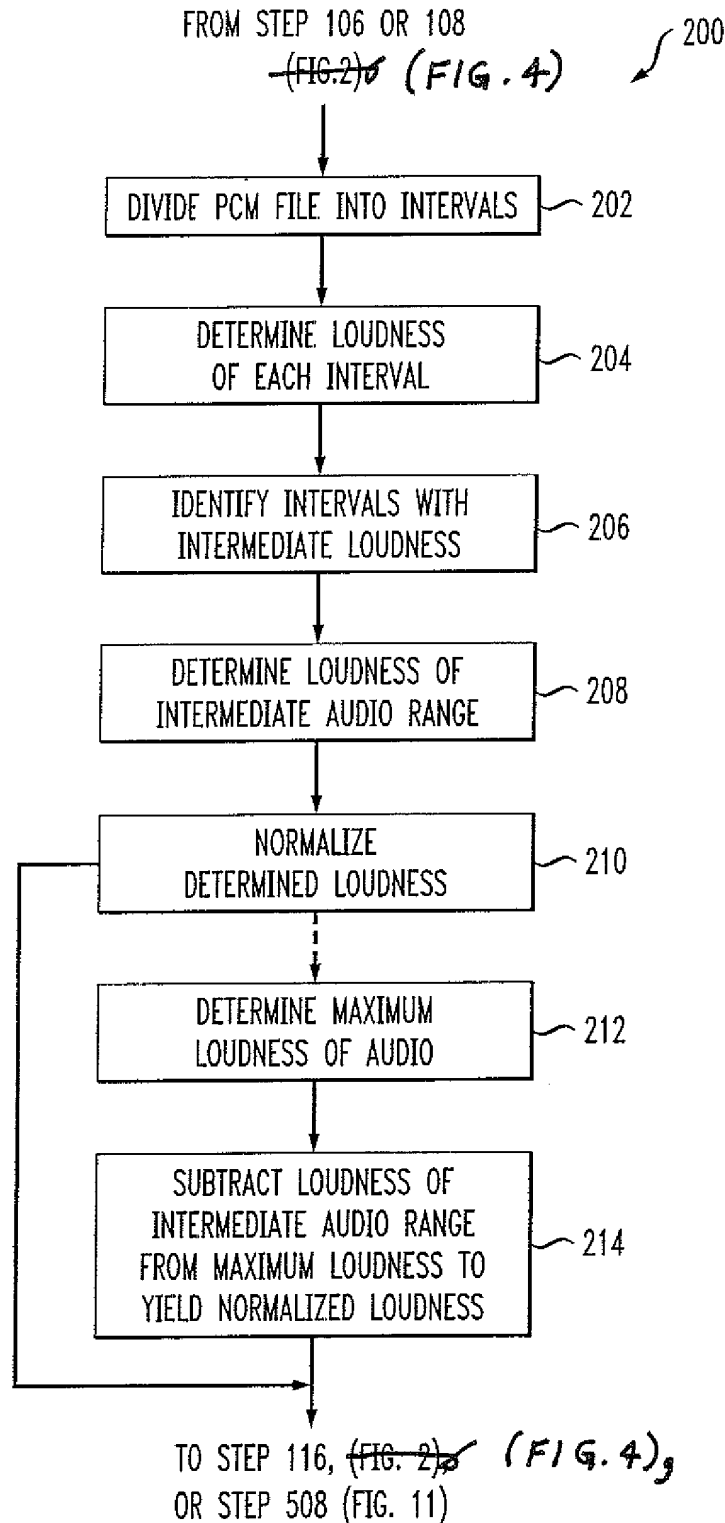 FROM STEP 106 OR 108
200
(FIG.2) (FIG. 4)
DIVIDE PCM FILE INTO INTERVALS
202
DETERMINE LOUDNESS
OF EACH INTERVAL
204
IDENTIFY INTERVALS WITH
INTERMEDIATE LOUDNESS
206
DETERMINE LOUDNESS OF
INTERMEDIATE AUDIO RANGE
208
NORMALIZE
DETERMINED LOUDNESS
210
DETERMINE MAXIMUM
LOUDNESS OF AUDIO
212
SUBTRACT LOUDNESS OF
INTERMEDIATE AUDIO RANGE
FROM MAXIMUM LOUDNESS TO
YIELD NORMALIZED LOUDNESS
214
TO STEP 116, (FIG. 2), (FIG. 4),
OR STEP 508 (FIG. 11)